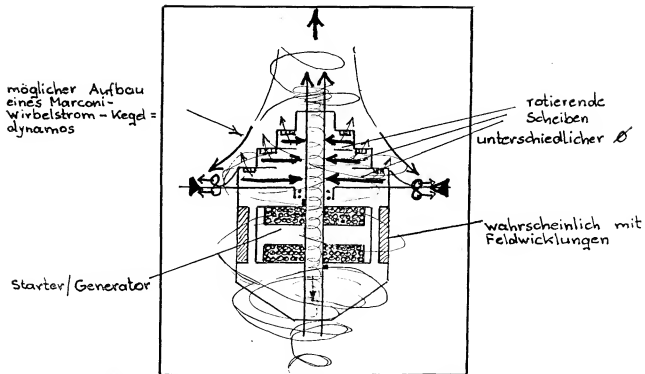 möglicher Aufbau
eines Marconi-
Wirbelstrom-Kegel=
dynamos
rotierende
Scheiben
unterschiedlicher Ø
wahrscheinlich mit
Feldwicklungen
Starter/Generator